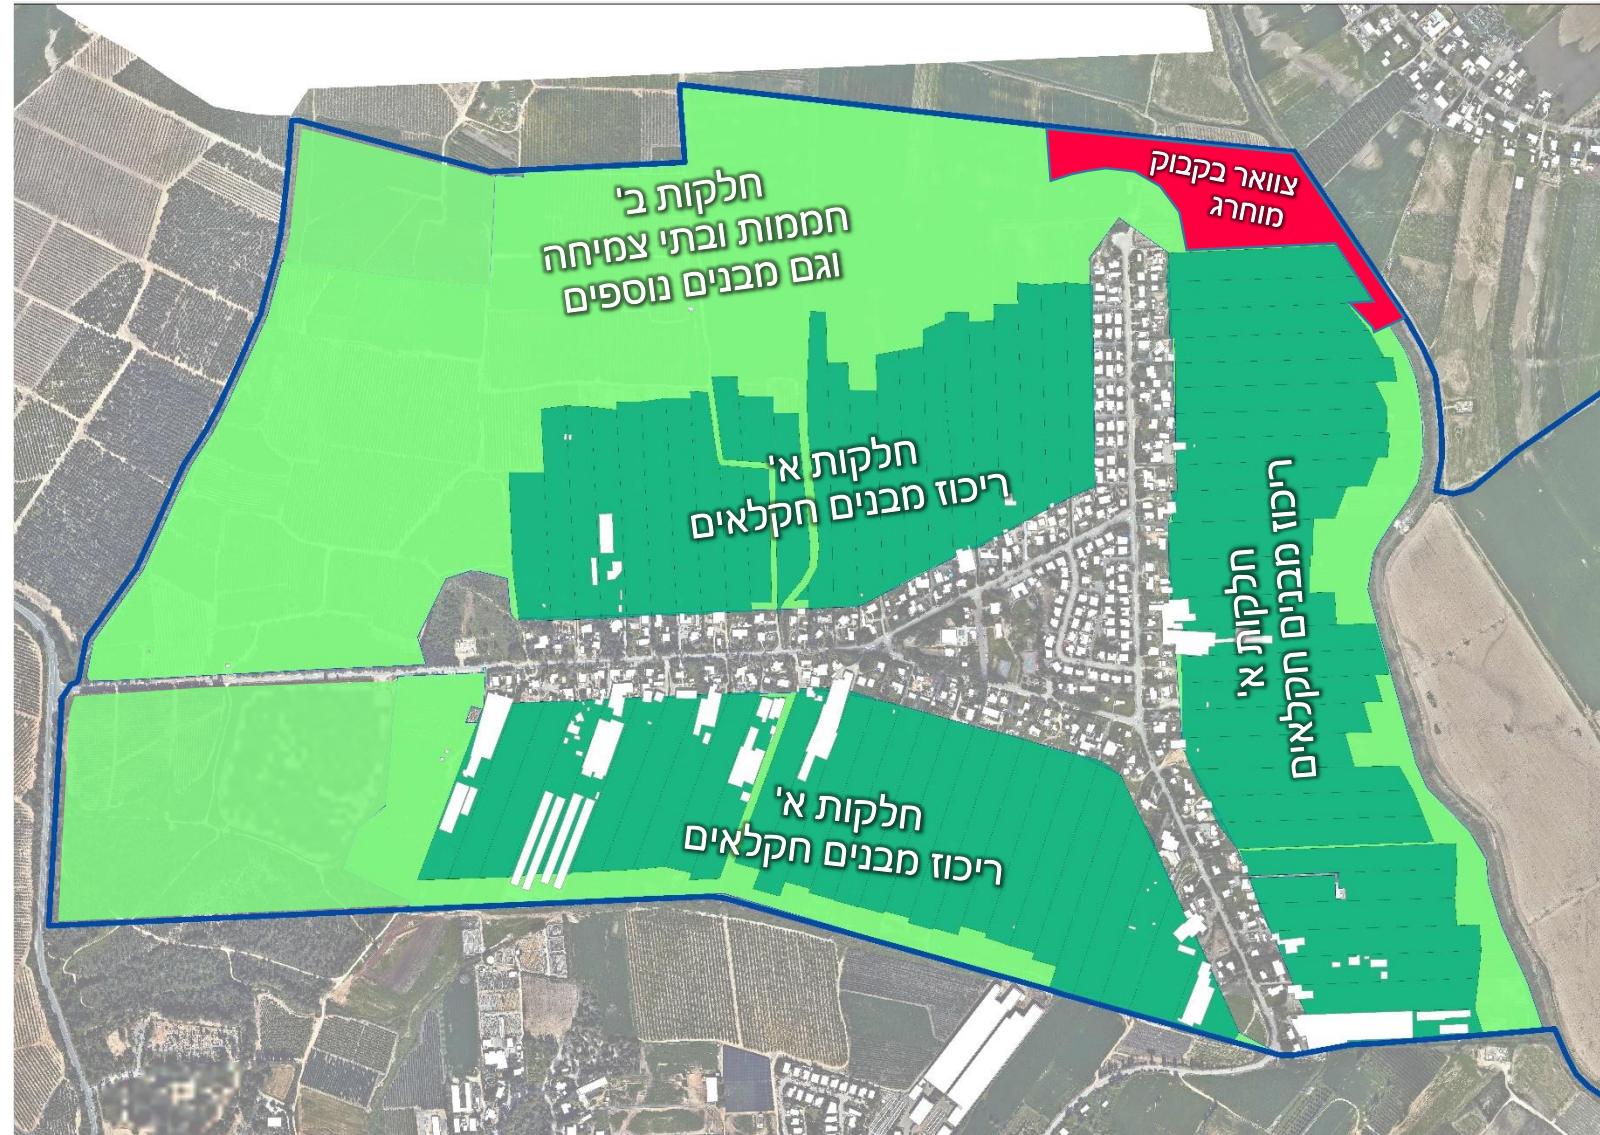 צוואר בקבוק
מוחרג
חלקות ב'
חממות ובתי צמיחה
וגם מבנים נוספים
חלקות א'
ריכוז מבנים חקלאים
חלקות א'
ריכוז מבנים חקלאים
חלקות א'
ריכוז מבנים חקלאים